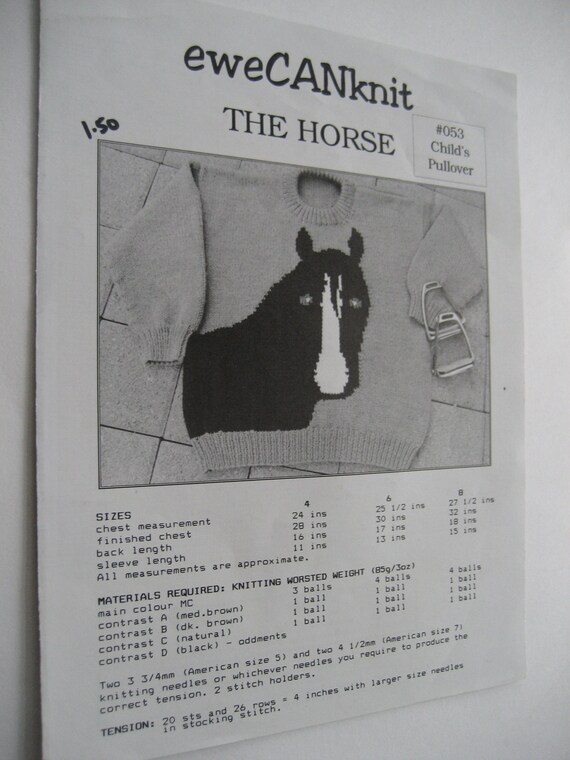 eweCANknit
THE HORSE
#053
Child's
Pullover
1.50
SIZES 4 6 8
chest measurement 24 ins 25 1/2 ins 27 1/2 ins
finished chest 28 ins 30 ins 32 ins
back length 16 ins 17 ins 18 ins
sleeve length 11 ins 13 ins 15 ins
All measurements are approximate.
MATERIALS REQUIRED: KNITTING WORSTED WEIGHT (85g/3oz)
main colour MC 3 balls 4 balls 4 balls
contrast A (med.brown) 1 ball 1 ball 1 ball
contrast B (dk. brown) 1 ball 1 ball 1 ball
contrast C (natural) 1 ball 1 ball 1 ball
contrast D (black) - oddments
Two 3 3/4mm (American size 5) and two 4 1/2mm (American size 7)
knitting needles or whichever needles you require to produce the
correct tension. 2 stitch holders.
TENSION: 20 sts and 26 rows = 4 inches with larger size needles
in stocking stitch.